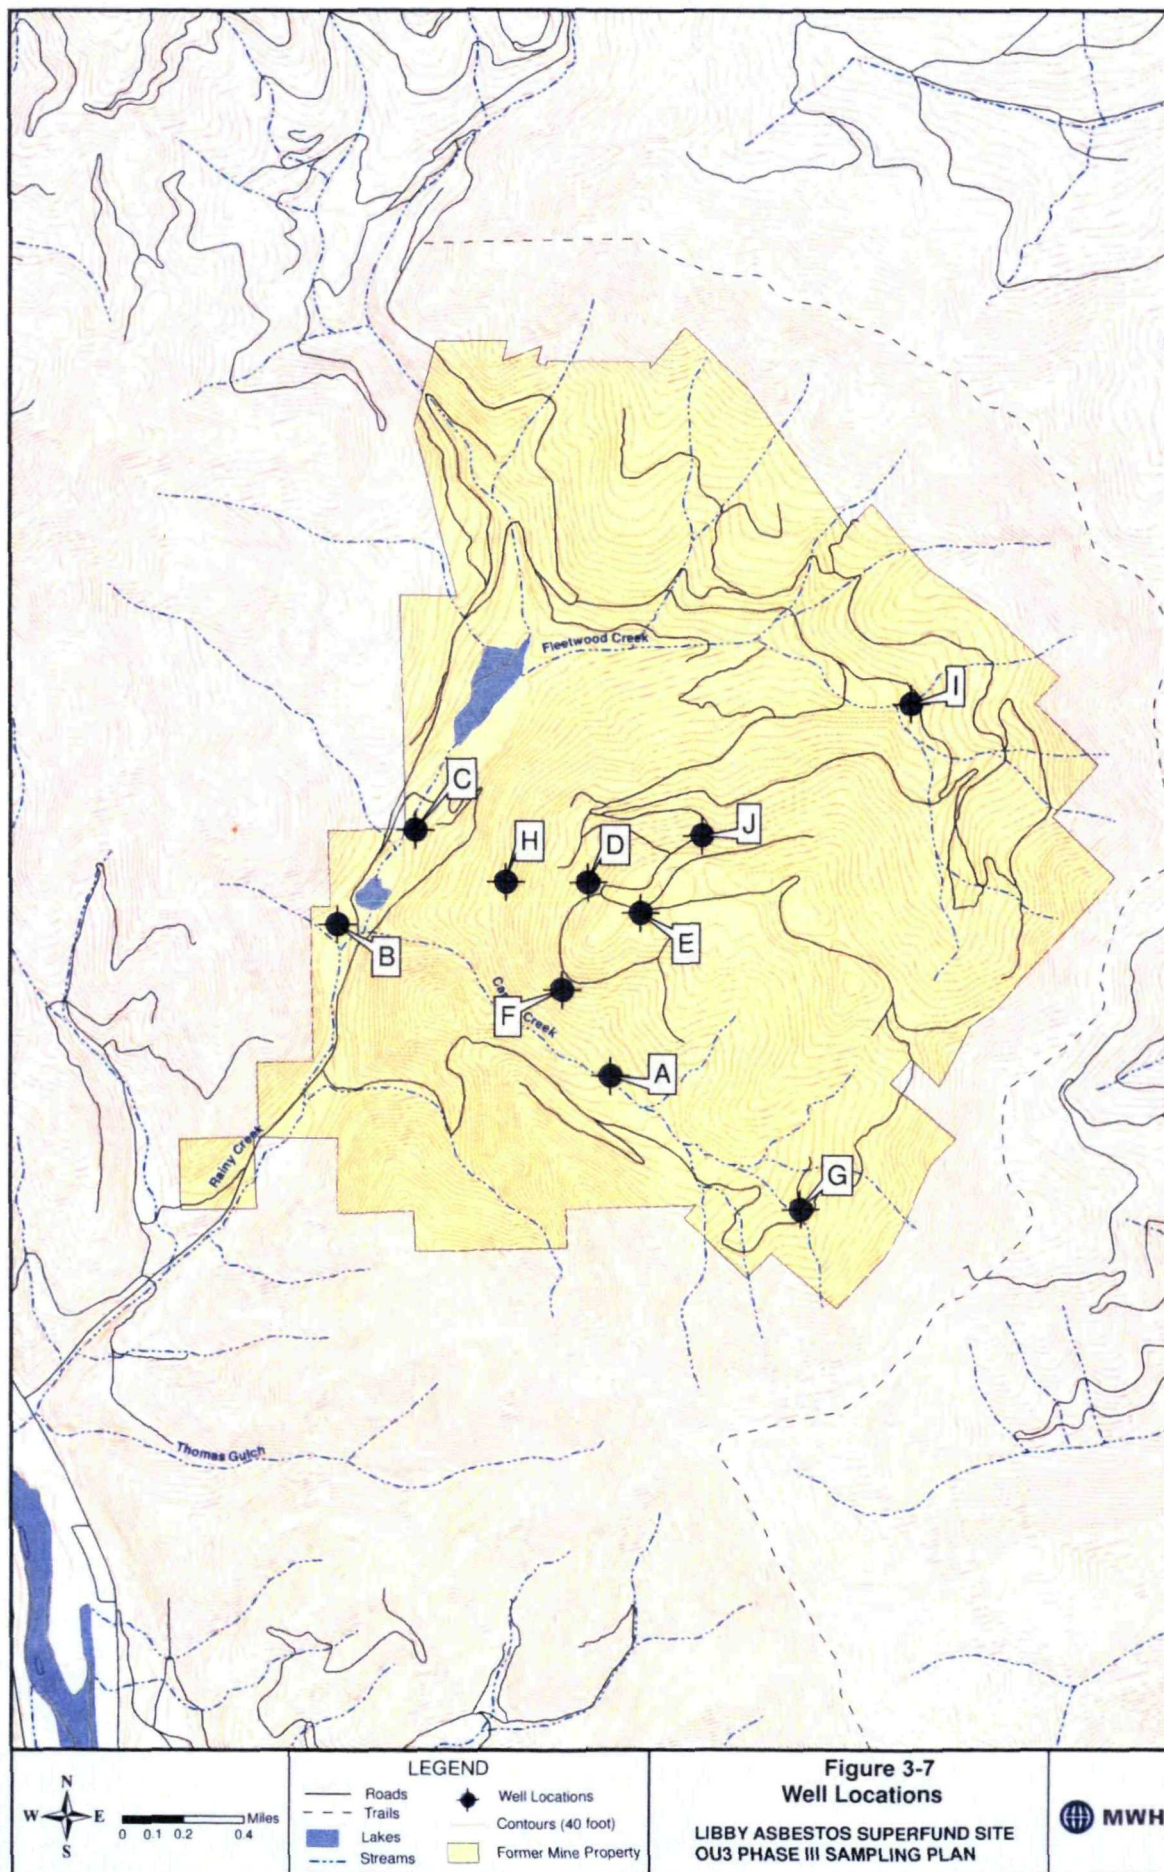 Fleetwood Creek
I
C
J
H
D
E
B
F
Creek
A
Rainy Creek
G
Thomas Gulch
N
W E
S
Miles
0 0.1 0.2 0.4
LEGEND
Roads
Trails
Lakes
Streams
Well Locations
Contours (40 foot)
Former Mine Property
Figure 3-7
Well Locations
LIBBY ASBESTOS SUPERFUND SITE
OU3 PHASE III SAMPLING PLAN
MWH